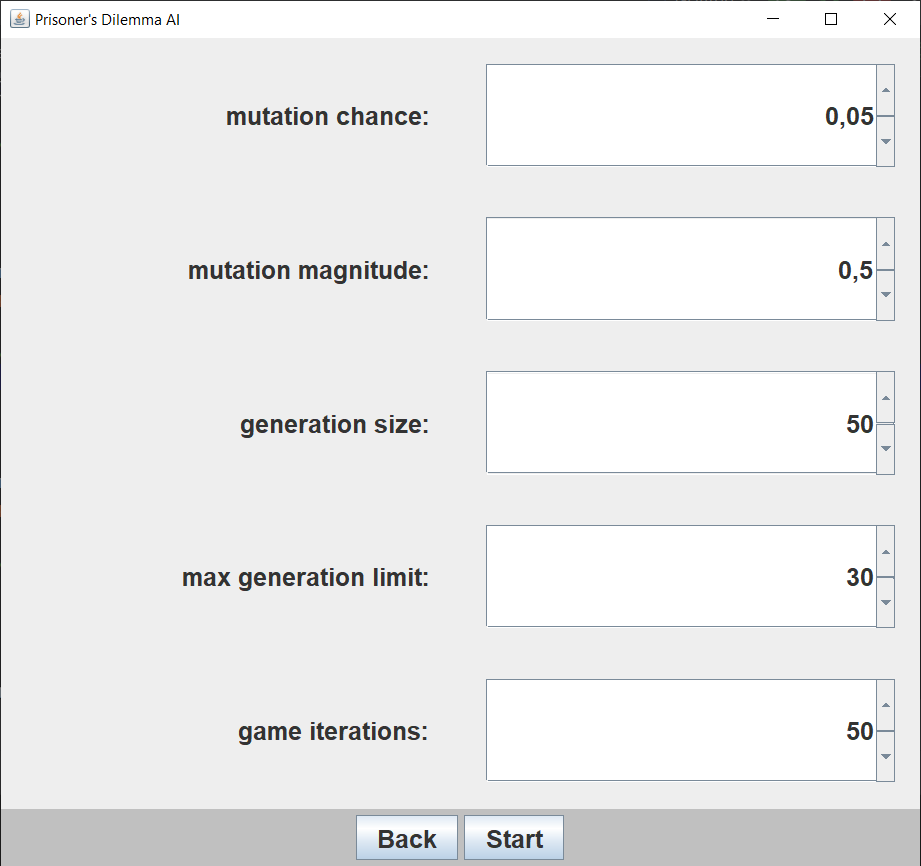 Prisoner's Dilemma AI
mutation chance: 0,05
mutation magnitude: 0,5
generation size: 50
max generation limit: 30
game iterations: 50
Back Start